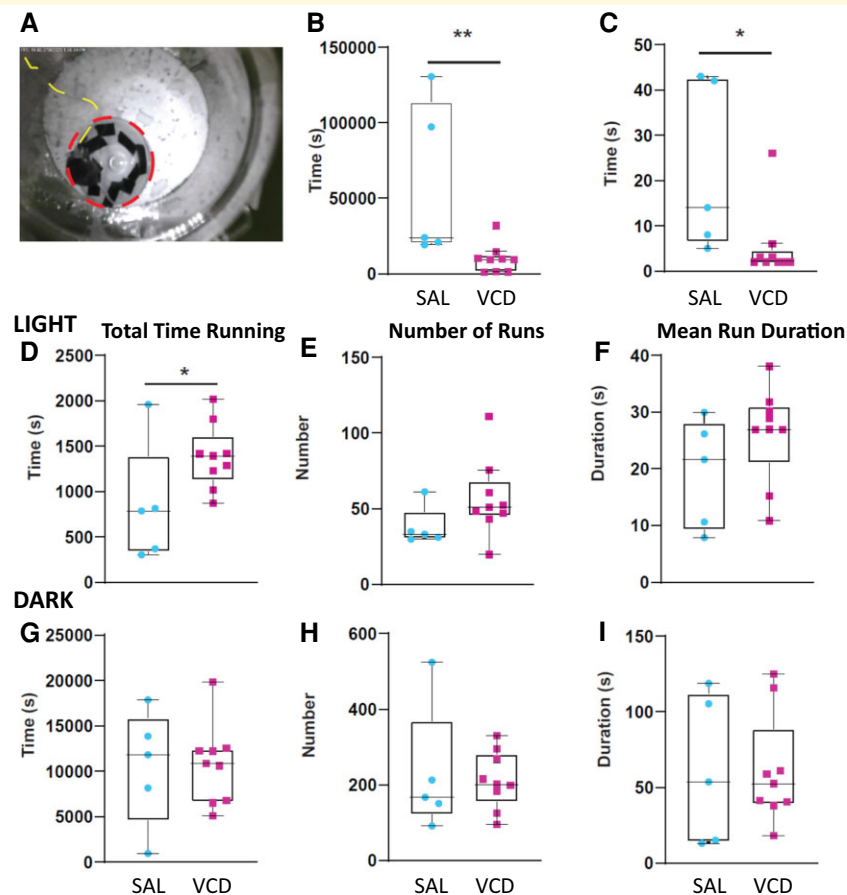 A
B
**
Time (s)
150000
100000
50000
0
SAL VCD
C
*
Time (s)
50
40
30
20
10
0
SAL VCD
LIGHT
Total Time Running
Number of Runs
Mean Run Duration
D
*
Time (s)
2500
2000
1500
1000
500
0
E
Number
150
100
50
0
F
Duration (s)
40
30
20
10
0
DARK
G
Time (s)
25000
20000
15000
10000
5000
0
SAL VCD
H
Number
600
400
200
0
SAL VCD
I
Duration (s)
150
100
50
0
SAL VCD